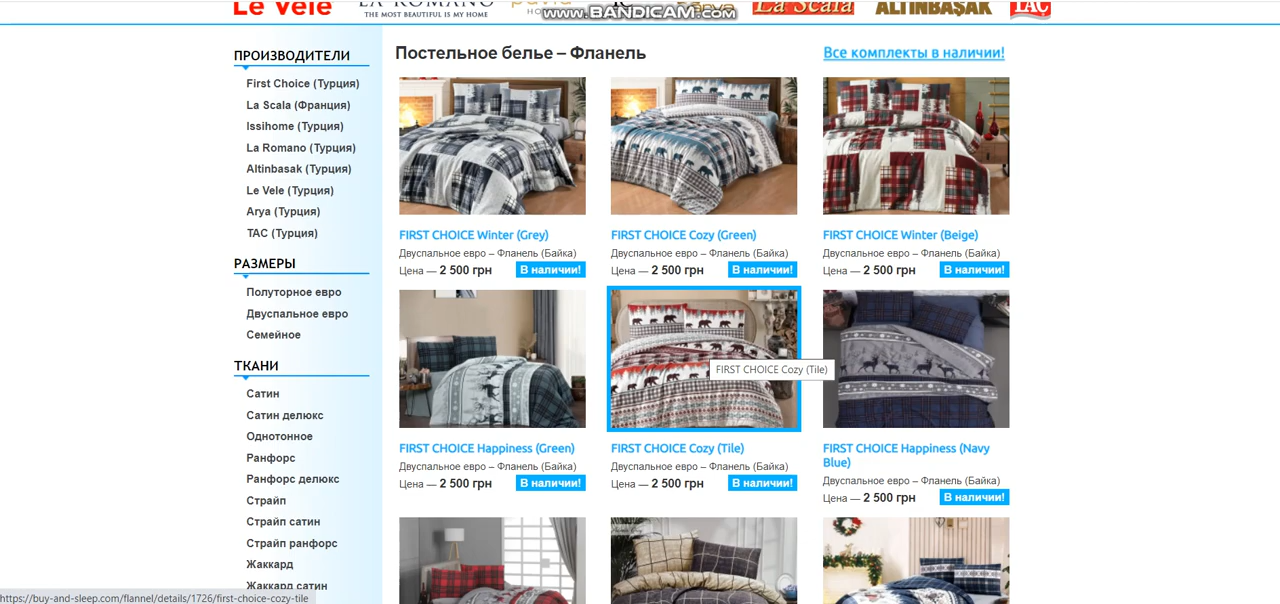 Le Vele
LA ROMANO
THE MOST BEAUTIFUL IS MY HOME
La Scala
ALTINBAŞAK
TAC
www.BANDICAM.com
ПРОИЗВОДИТЕЛИ
First Choice (Турция)
La Scala (Франция)
Issihome (Турция)
La Romano (Турция)
Altinbasak (Турция)
Le Vele (Турция)
Arya (Турция)
TAC (Турция)
РАЗМЕРЫ
Полуторное евро
Двуспальное евро
Семейное
ТКАНИ
Сатин
Сатин делюкс
Однотонное
Ранфорс
Ранфорс делюкс
Страйп
Страйп сатин
Страйп ранфорс
Жаккард
Жаккард сатин
Постельное белье – Фланель
Все комплекты в наличии!
FIRST CHOICE Winter (Grey)
Двуспальное евро – Фланель (Байка)
Цена — 2 500 грн В наличии!
FIRST CHOICE Cozy (Green)
Двуспальное евро – Фланель (Байка)
Цена — 2 500 грн В наличии!
FIRST CHOICE Winter (Beige)
Двуспальное евро – Фланель (Байка)
Цена — 2 500 грн В наличии!
FIRST CHOICE Happiness (Green)
Двуспальное евро – Фланель (Байка)
Цена — 2 500 грн В наличии!
FIRST CHOICE Cozy (Tile)
FIRST CHOICE Cozy (Tile)
Двуспальное евро – Фланель (Байка)
Цена — 2 500 грн В наличии!
FIRST CHOICE Happiness (Navy
Blue)
Двуспальное евро – Фланель (Байка)
Цена — 2 500 грн В наличии!
https://buy-and-sleep.com/flannel/details/1726/first-choice-cozy-tile